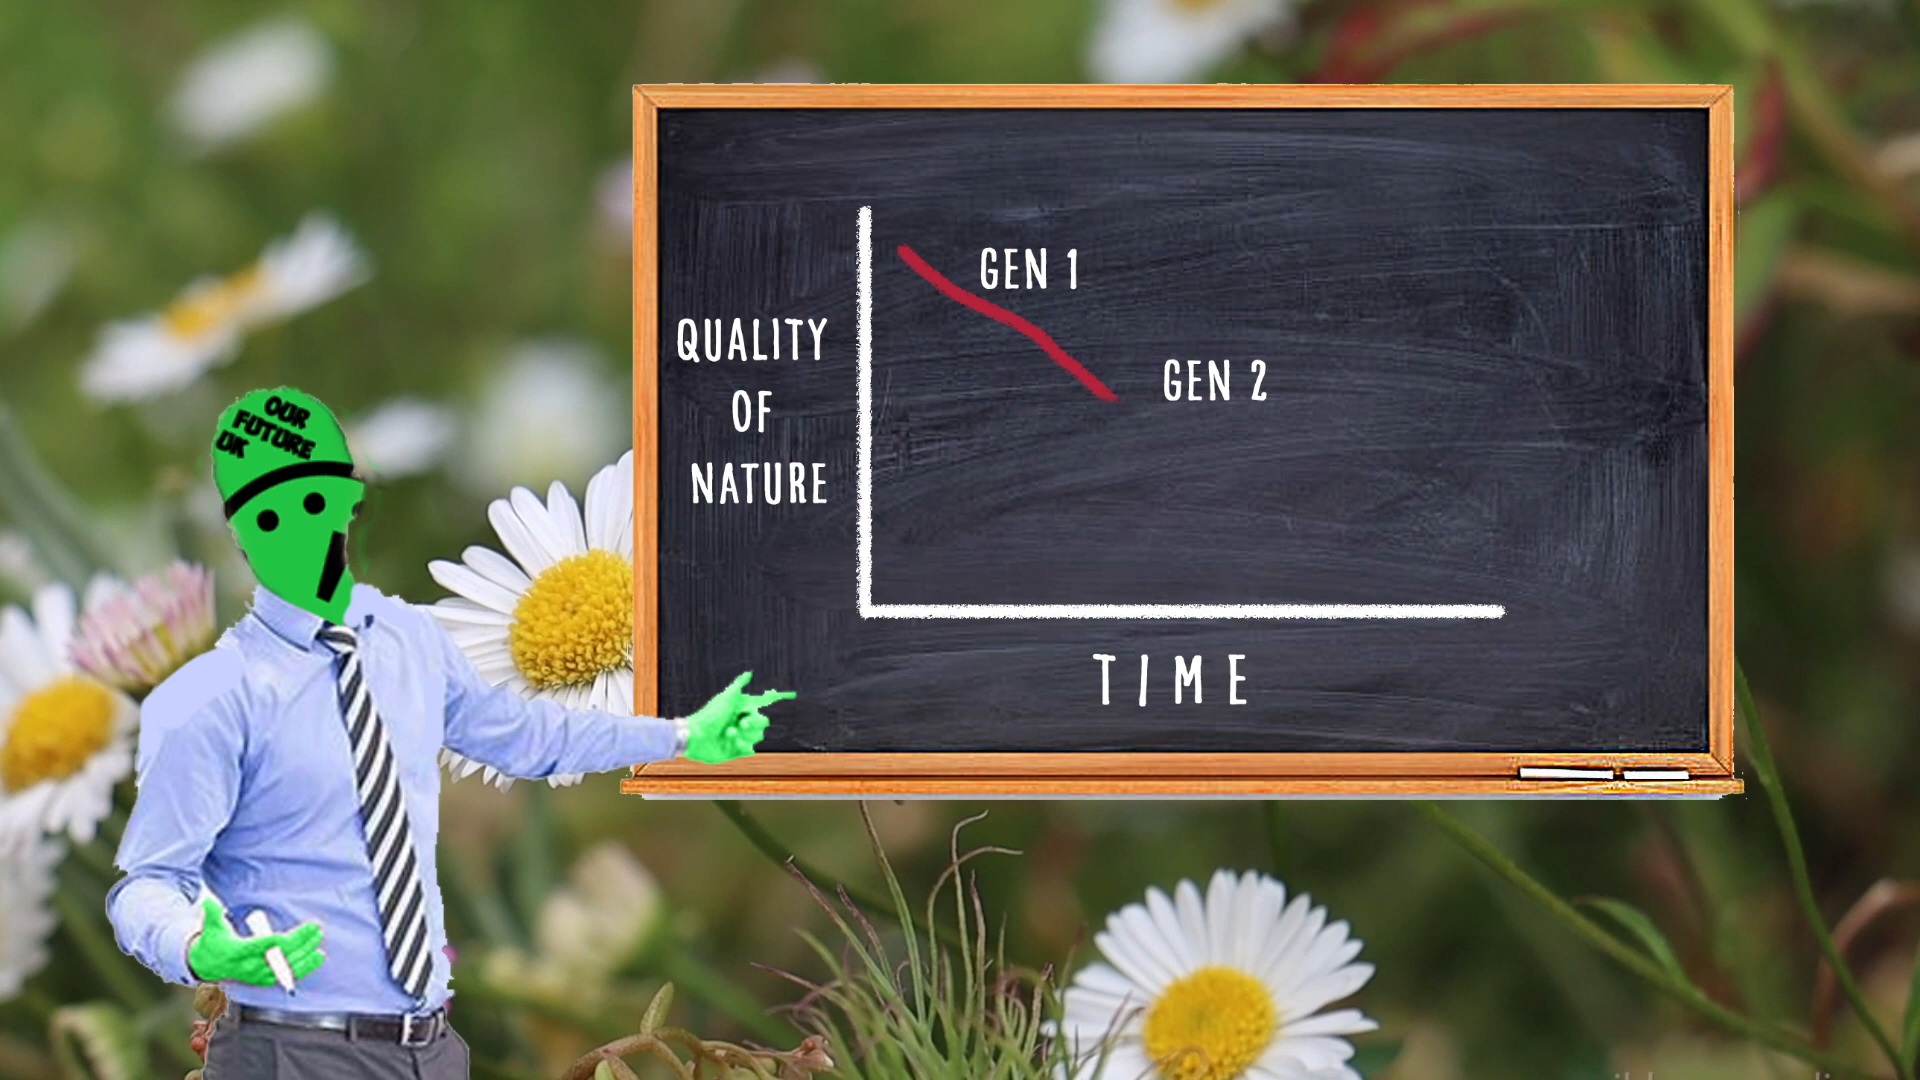 OUR
FUTURE
UK
GEN 1
GEN 2
QUALITY
OF
NATURE
TIME